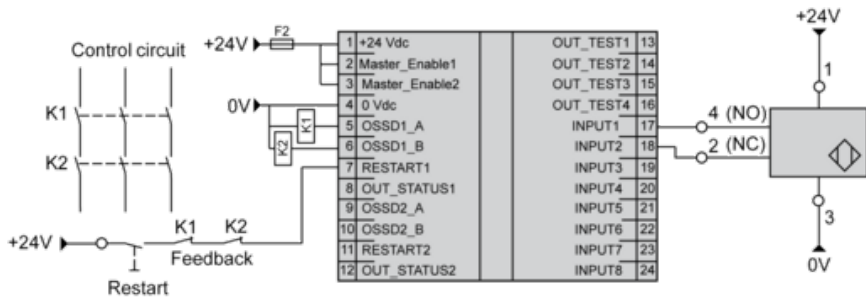 Control circuit
K1
K2
+24V
Restart
K1 K2
Feedback
+24V F2
0V
K1
K2
1 +24 Vdc
2 Master_Enable1
3 Master_Enable2
4 0 Vdc
5 OSSD1_A
6 OSSD1_B
7 RESTART1
8 OUT_STATUS1
9 OSSD2_A
10 OSSD2_B
11 RESTART2
12 OUT_STATUS2
OUT_TEST1 13
OUT_TEST2 14
OUT_TEST3 15
OUT_TEST4 16
INPUT1 17
INPUT2 18
INPUT3 19
INPUT4 20
INPUT5 21
INPUT6 22
INPUT7 23
INPUT8 24
+24V
1
4 (NO)
2 (NC)
3
0V